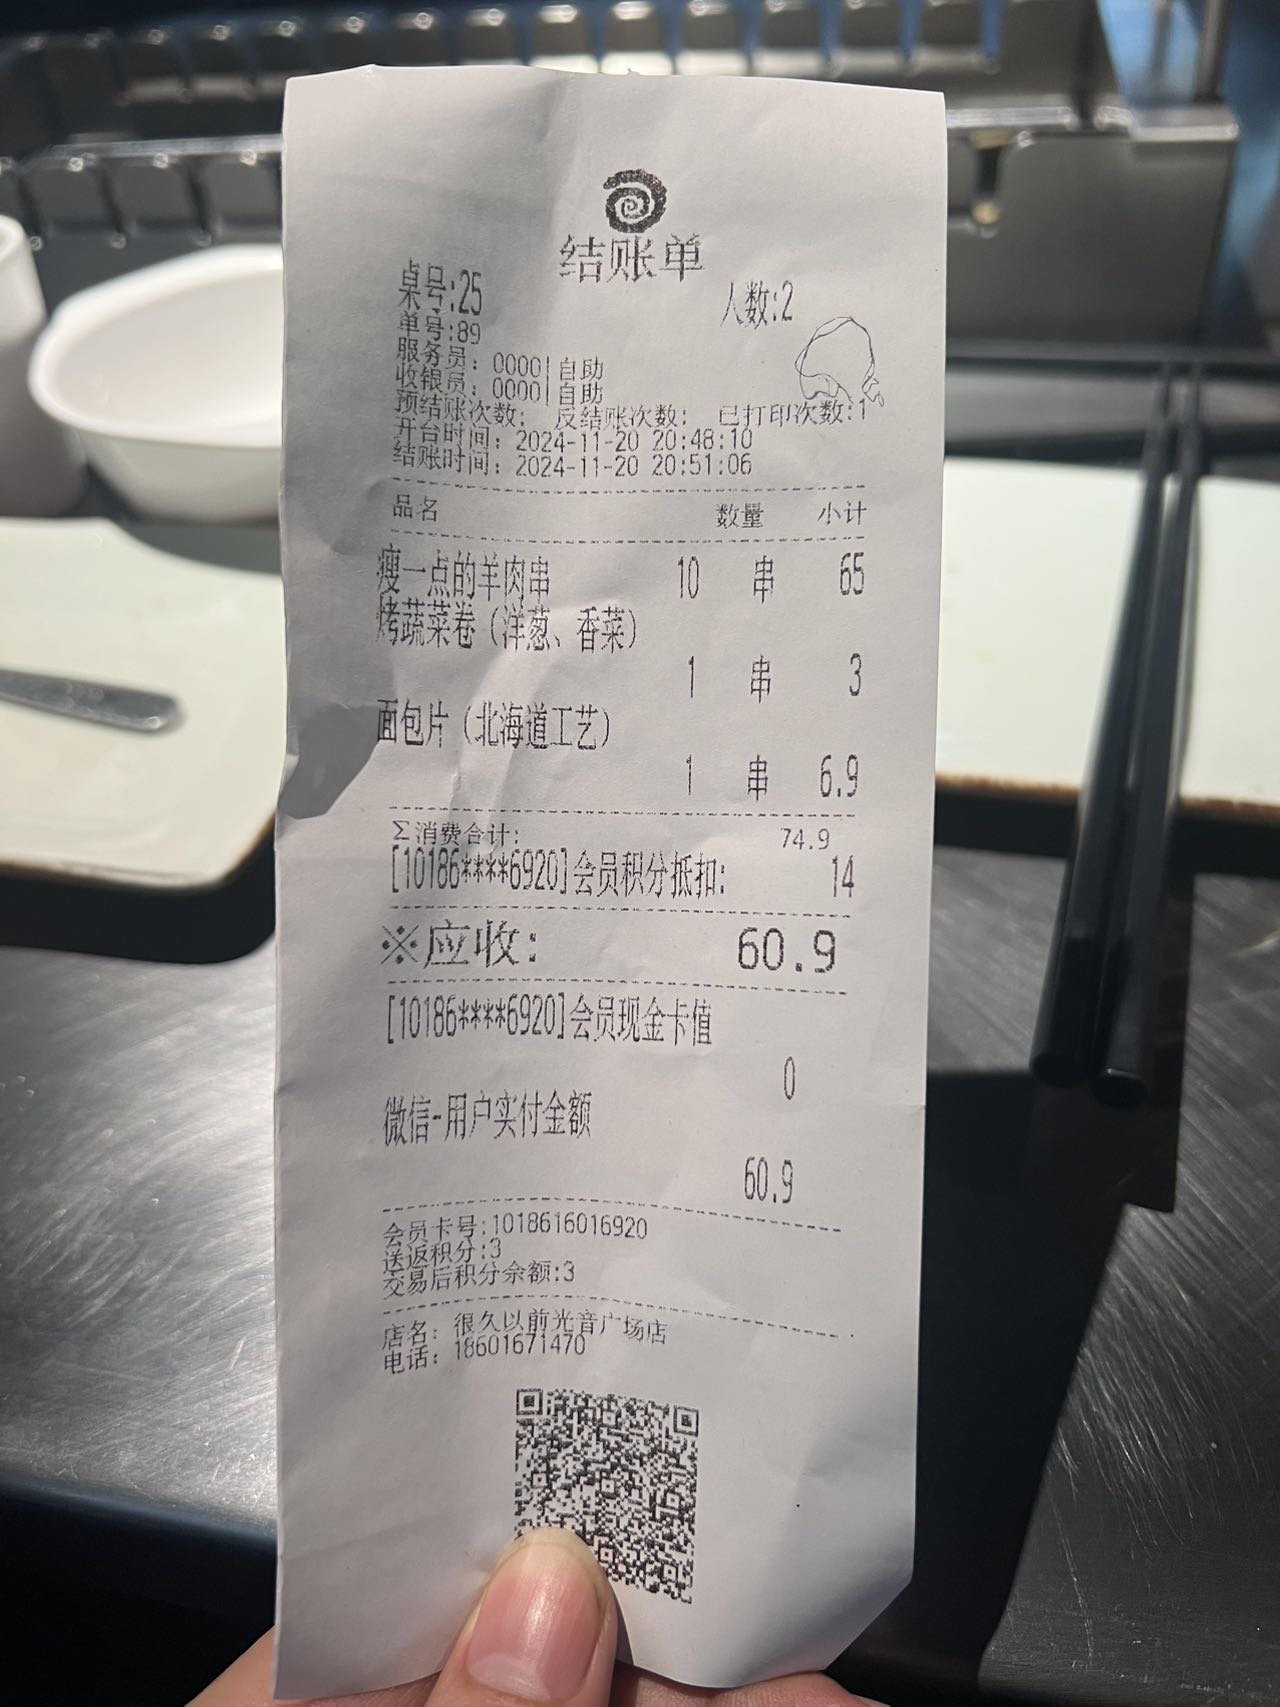 结账单
桌号:25 人数:2
单号:89
服务员: 0000|自助
收银员: 0000|自助
预结账次数: 反结账次数: 已打印次数:1
开台时间: 2024-11-20 20:48:10
结账时间: 2024-11-20 20:51:06
品名 数量 小计
瘦一点的羊肉串 10 串 65
烤蔬菜卷(洋葱、香菜)
1 串 3
面包片(北海道工艺)
1 串 6.9
Σ消费合计: 74.9
[10186****6920]会员积分抵扣: 14
※应收: 60.9
[10186****6920]会员现金卡值
0
微信-用户实付金额
60.9
会员卡号:1018616016920
送返积分:3
交易后积分余额:3
店名: 很久以前光音广场店
电话: 18601671470